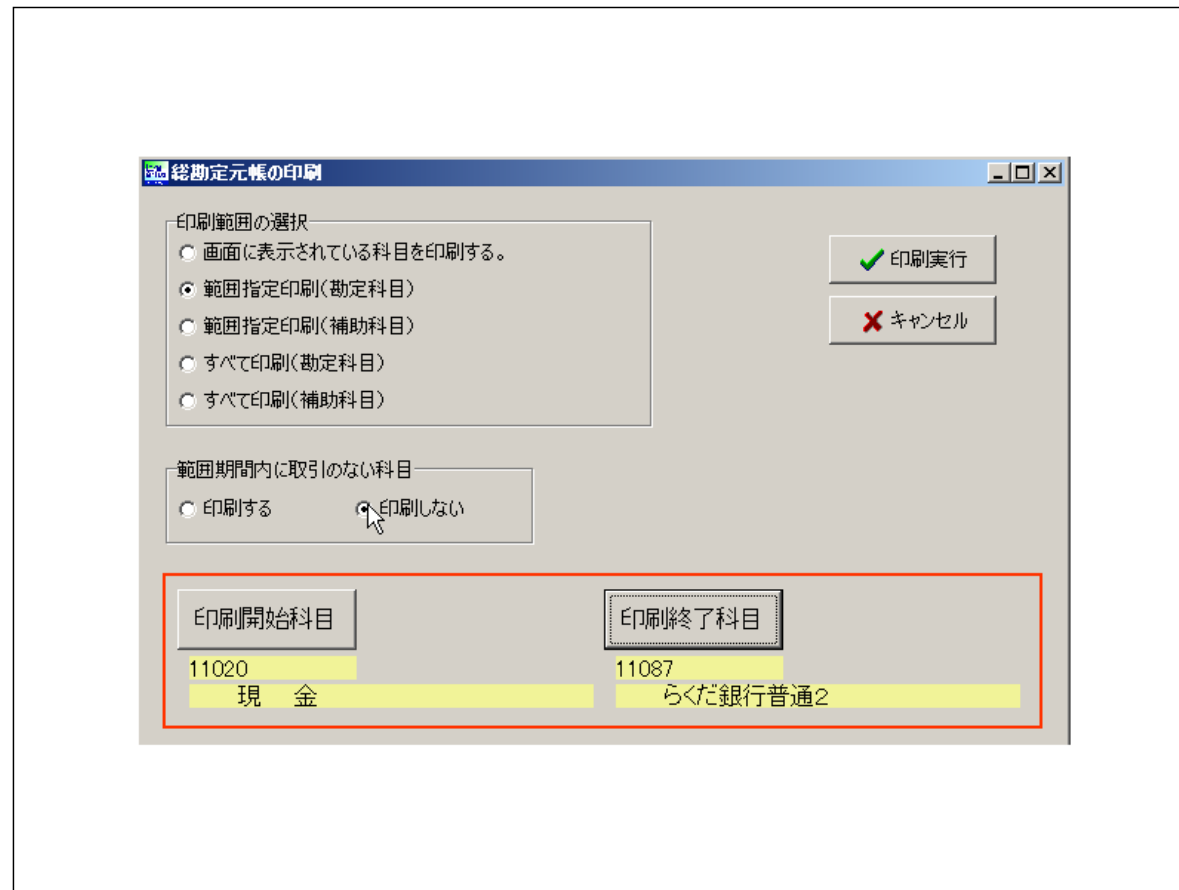 総勘定元帳の印刷
印刷範囲の選択
画面に表示されている科目を印刷する。
範囲指定印刷(勘定科目)
範囲指定印刷(補助科目)
すべて印刷(勘定科目)
すべて印刷(補助科目)
印刷実行
キャンセル
範囲期間内に取引のない科目
印刷する 印刷しない
印刷開始科目 印刷終了科目
11020 11087
現 金 らくだ銀行普通2